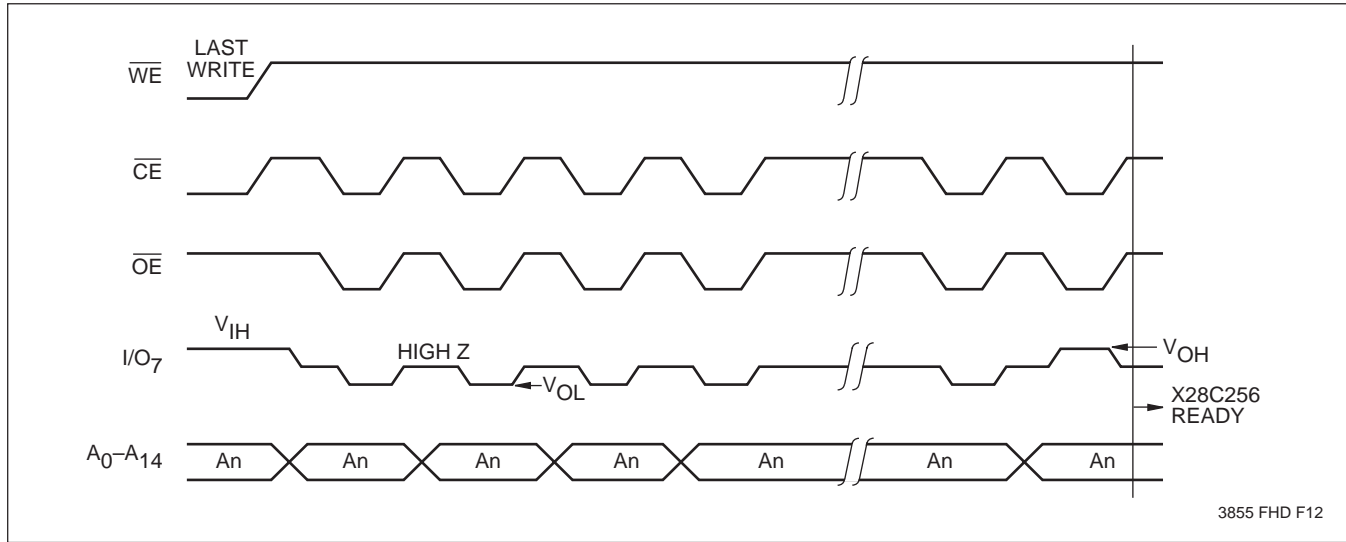 LAST
WRITE
WE
CE
OE
VIH
I/O7
HIGH Z
VOL
VOH
X28C256
READY
A0–A14
An An An An An An An
3855 FHD F12